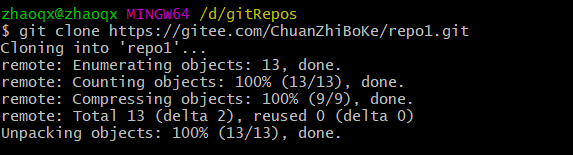 zhaoqx@zhaoqx MINGW64 /d/gitRepos
$ git clone https://gitee.com/ChuanZhiBoKe/repo1.git
Cloning into 'repo1'...
remote: Enumerating objects: 13, done.
remote: Counting objects: 100% (13/13), done.
remote: Compressing objects: 100% (9/9), done.
remote: Total 13 (delta 2), reused 0 (delta 0)
Unpacking objects: 100% (13/13), done.